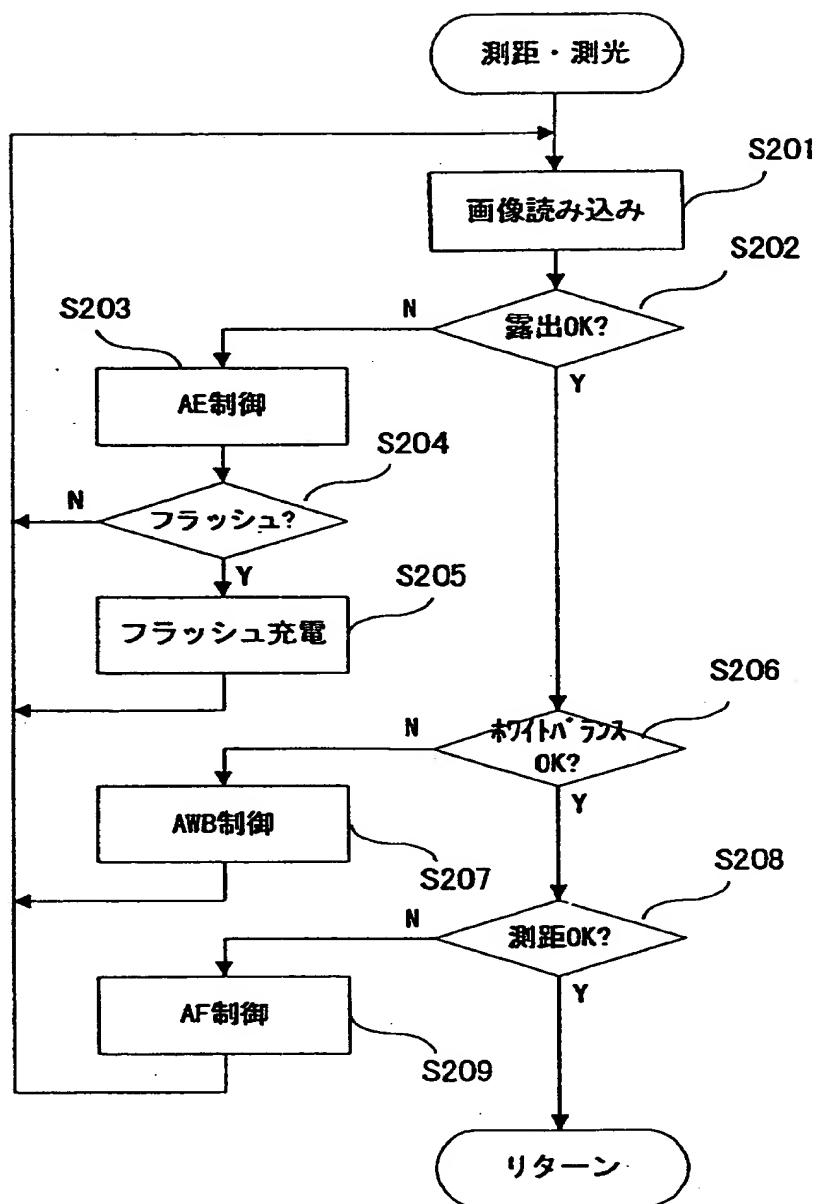 測距・測光
S201
画像読み込み
S202
露出OK?
N
Y
S203
AE制御
S204
フラッシュ?
N
Y
S205
フラッシュ充電
S206
ホワイトバランス
OK?
N
Y
AWB制御
S207
S208
測距OK?
N
Y
AF制御
S209
リターン